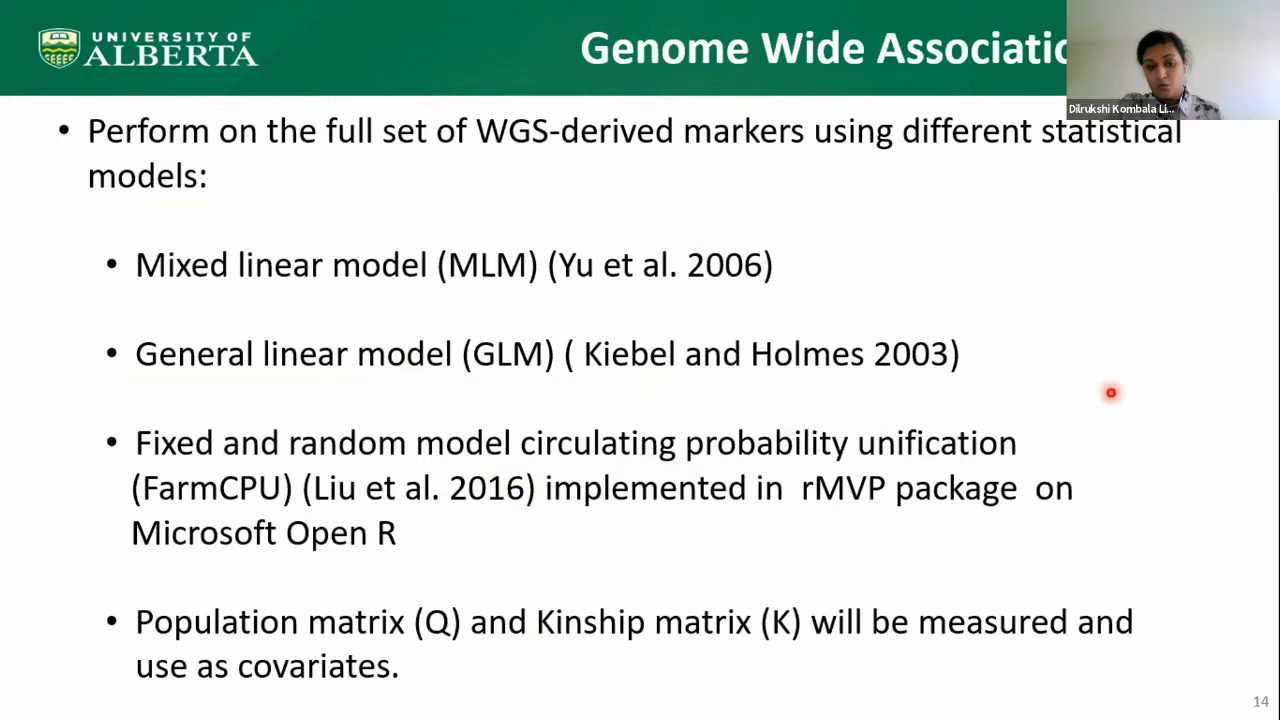 UNIVERSITY OF
ALBERTA
Genome Wide Associatio
Dilrukshi Kombala Li...
• Perform on the full set of WGS-derived markers using different statistical
models:
• Mixed linear model (MLM) (Yu et al. 2006)
• General linear model (GLM) ( Kiebel and Holmes 2003)
• Fixed and random model circulating probability unification
(FarmCPU) (Liu et al. 2016) implemented in rMVP package on
Microsoft Open R
• Population matrix (Q) and Kinship matrix (K) will be measured and
use as covariates.
14